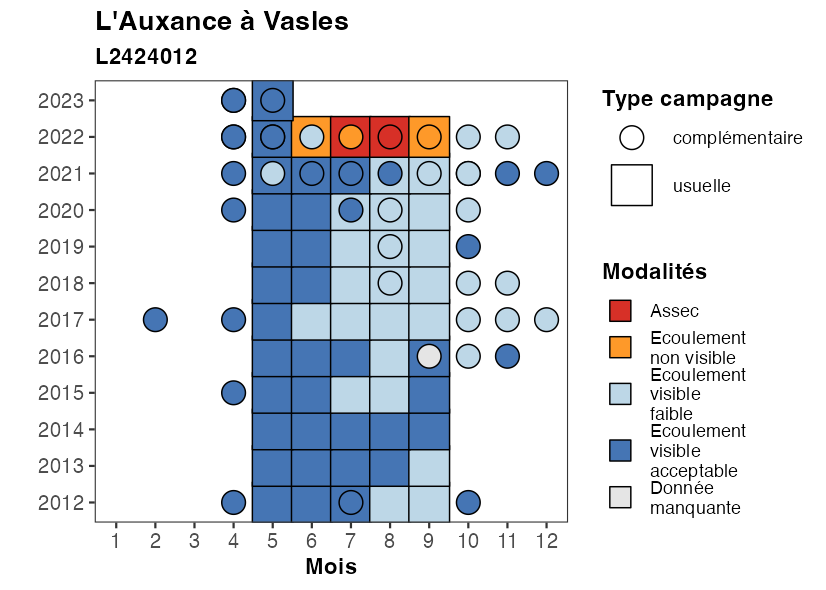 L'Auxance à Vasles
L2424012
2023
2022
2021
2020
2019
2018
2017
2016
2015
2014
2013
2012
1 2 3 4 5 6 7 8 9 10 11 12
Mois
Type campagne
complémentaire
usuelle
Modalités
Assec
Ecoulement
non visible
Ecoulement
visible
faible
Ecoulement
visible
acceptable
Donnée
manquante